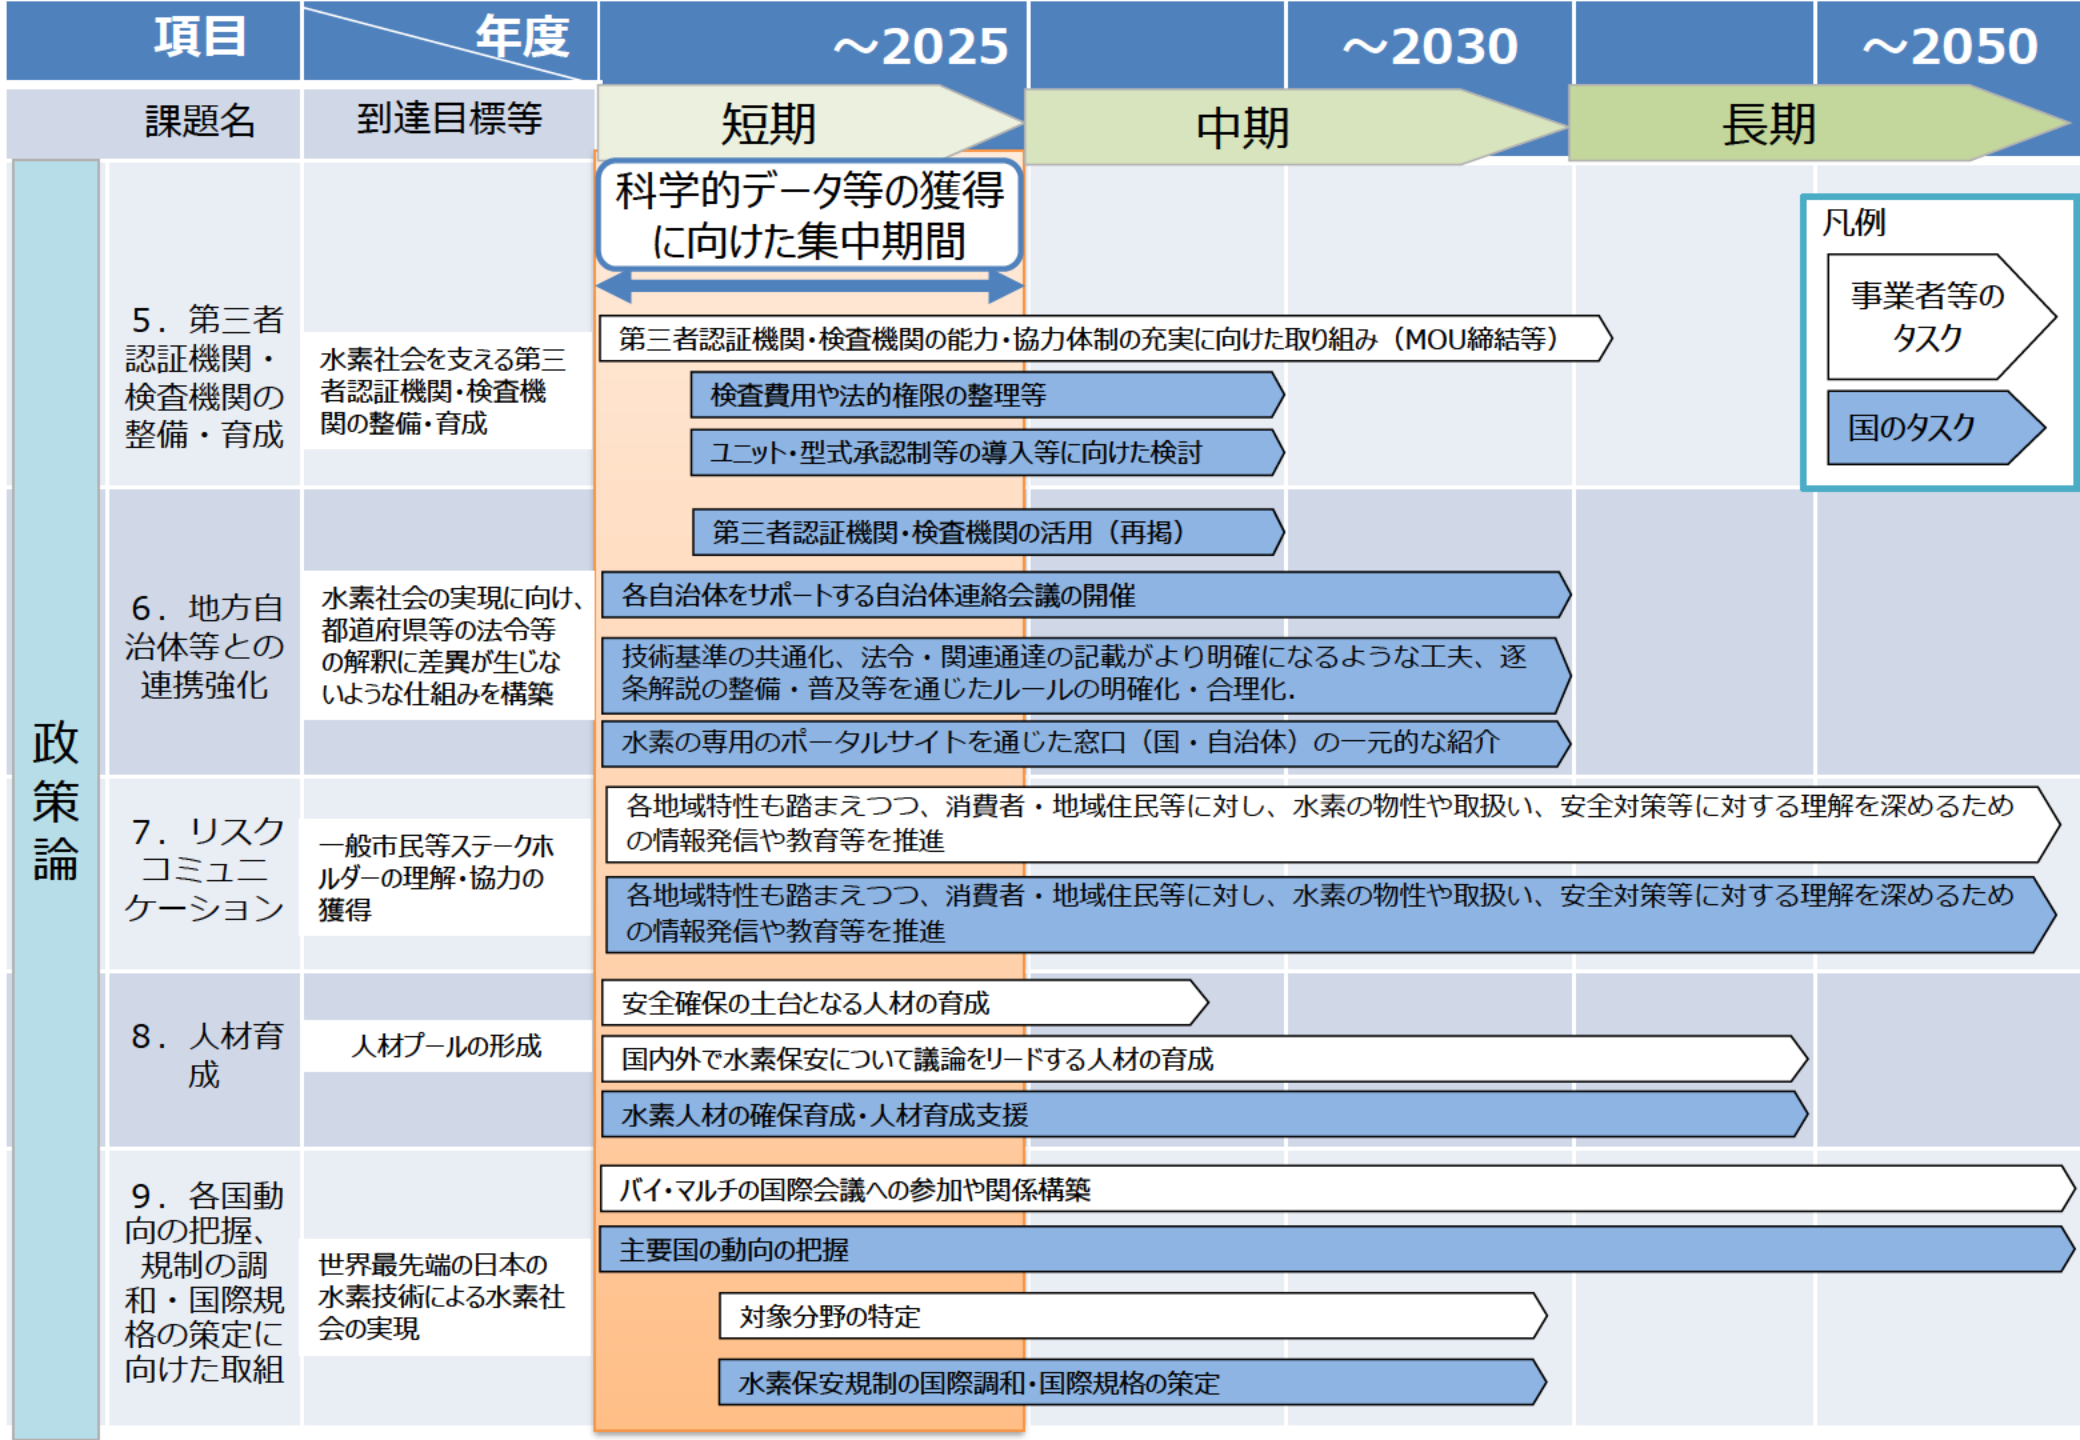 項目
年度
～2025
～2030
～2050
課題名
到達目標等
短期
中期
長期
科学的データ等の獲得
に向けた集中期間
凡例
事業者等の
タスク
国のタスク
政
策
論
5．第三者
認証機関・
検査機関の
整備・育成
水素社会を支える第三
者認証機関・検査機
関の整備・育成
第三者認証機関・検査機関の能力・協力体制の充実に向けた取り組み（MOU締結等）
検査費用や法的権限の整理等
ユニット・型式承認制等の導入等に向けた検討
6．地方自
治体等との
連携強化
水素社会の実現に向け、
都道府県等の法令等
の解釈に差異が生じな
いような仕組みを構築
第三者認証機関・検査機関の活用（再掲）
各自治体をサポートする自治体連絡会議の開催
技術基準の共通化、法令・関連通達の記載がより明確になるような工夫、逐
条解説の整備・普及等を通じたルールの明確化・合理化.
水素の専用のポータルサイトを通じた窓口（国・自治体）の一元的な紹介
7．リスク
コミュニ
ケーション
一般市民等ステークホ
ルダーの理解・協力の
獲得
各地域特性も踏まえつつ、消費者・地域住民等に対し、水素の物性や取扱い、安全対策等に対する理解を深めるため
の情報発信や教育等を推進
各地域特性も踏まえつつ、消費者・地域住民等に対し、水素の物性や取扱い、安全対策等に対する理解を深めるため
の情報発信や教育等を推進
8．人材育
成
人材プールの形成
安全確保の土台となる人材の育成
国内外で水素保安について議論をリードする人材の育成
水素人材の確保育成・人材育成支援
9．各国動
向の把握、
規制の調
和・国際規
格の策定に
向けた取組
世界最先端の日本の
水素技術による水素社
会の実現
バイ・マルチの国際会議への参加や関係構築
主要国の動向の把握
対象分野の特定
水素保安規制の国際調和・国際規格の策定